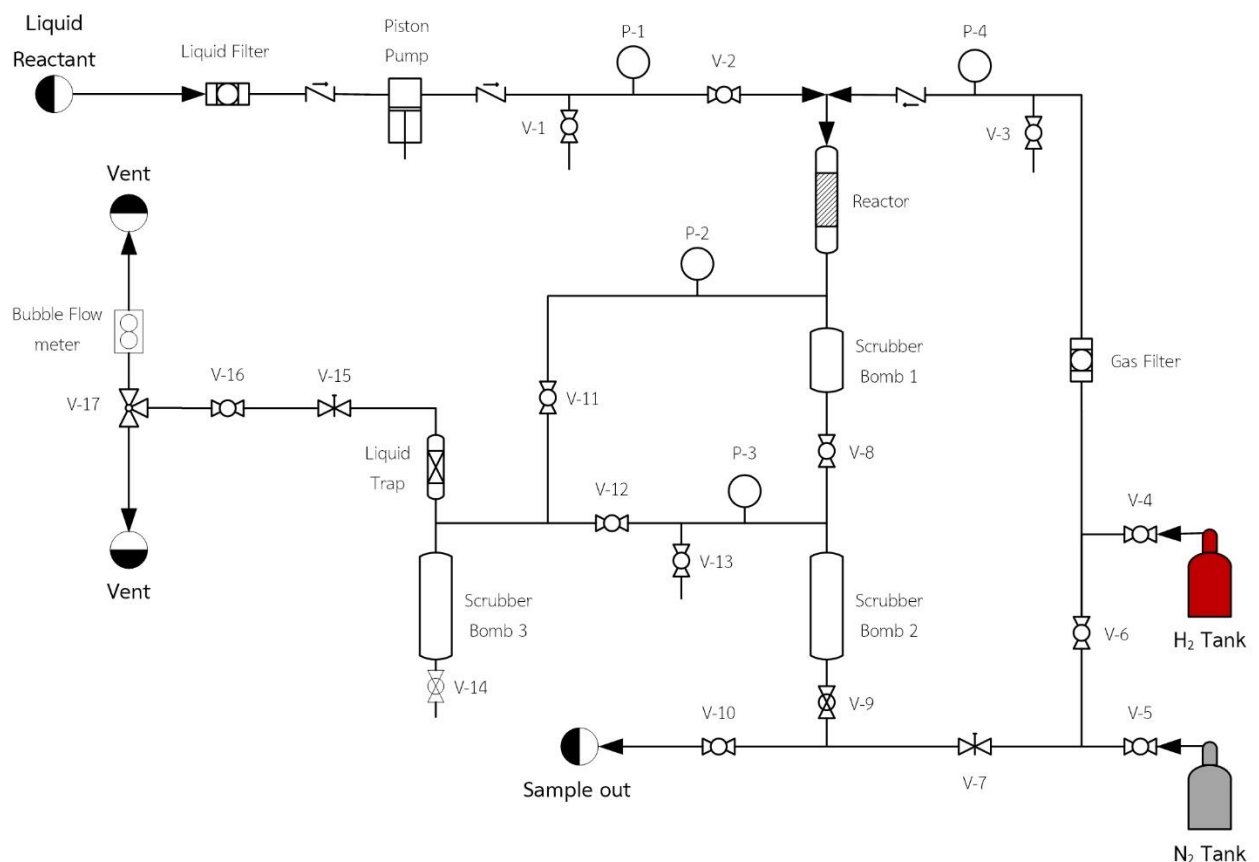 Liquid
Reactant
Liquid Filter
Piston
Pump
P-1
V-2
P-4
V-1
V-3
Vent
Reactor
P-2
Bubble Flow
meter
Scrubber
Bomb 1
Gas Filter
V-16
V-15
V-17
V-11
Liquid
Trap
V-8
P-3
V-12
V-4
V-13
Vent
Scrubber
Bomb 3
Scrubber
Bomb 2
V-6
H₂ Tank
V-14
V-9
V-10
V-5
Sample out
V-7
N₂ Tank